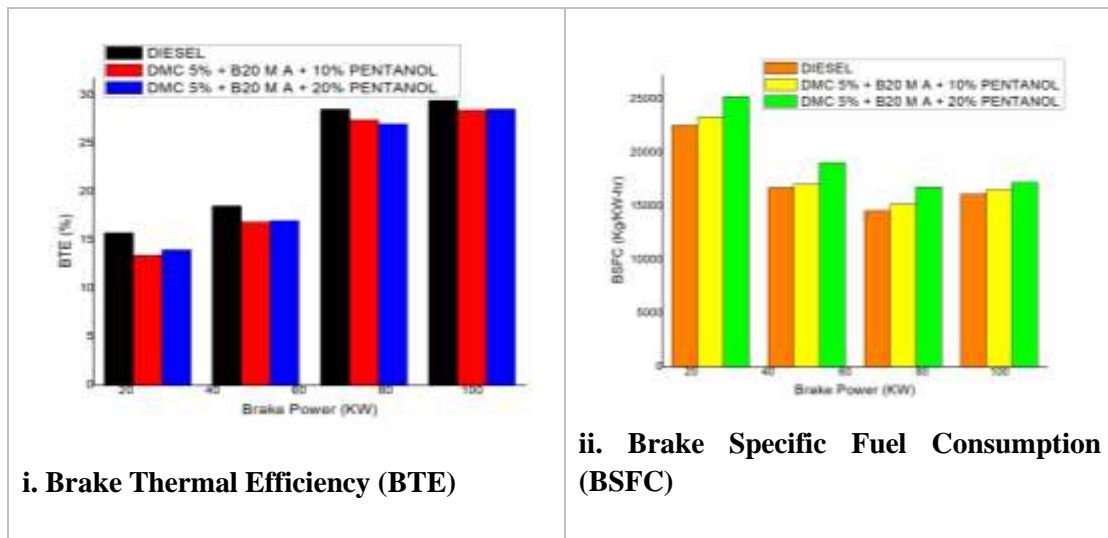 DIESEL
DMC 5% + B20 M A + 10% PENTANOL
DMC 5% + B20 M A + 20% PENTANOL
30
25
20
15
10
5
0
BTE (%)
20
40
60
80
100
Brake Power (KW)
i. Brake Thermal Efficiency (BTE)
DIESEL
DMC 5% + B20 M A + 10% PENTANOL
DMC 5% + B20 M A + 20% PENTANOL
25000
20000
15000
10000
5000
0
BSFC (Kg/KW-hr)
20
40
60
80
100
Brake Power (KW)
ii. Brake Specific Fuel Consumption
(BSFC)